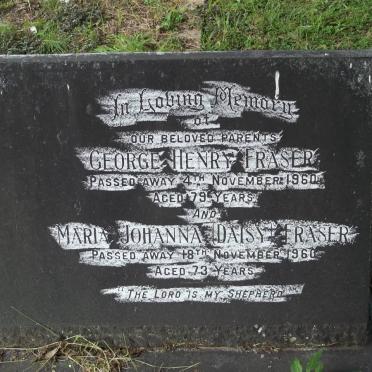 In Loving Memory
of
OUR BELOVED PARENTS
GEORGE HENRY FRASER
PASSED AWAY 4TH NOVEMBER 1960
AGED 79 YEARS
AND
MARIA JOHANNA (DAISY) FRASER
PASSED AWAY 18TH NOVEMBER 1960
AGED 73 YEARS
"THE LORD IS MY SHEPHERD"